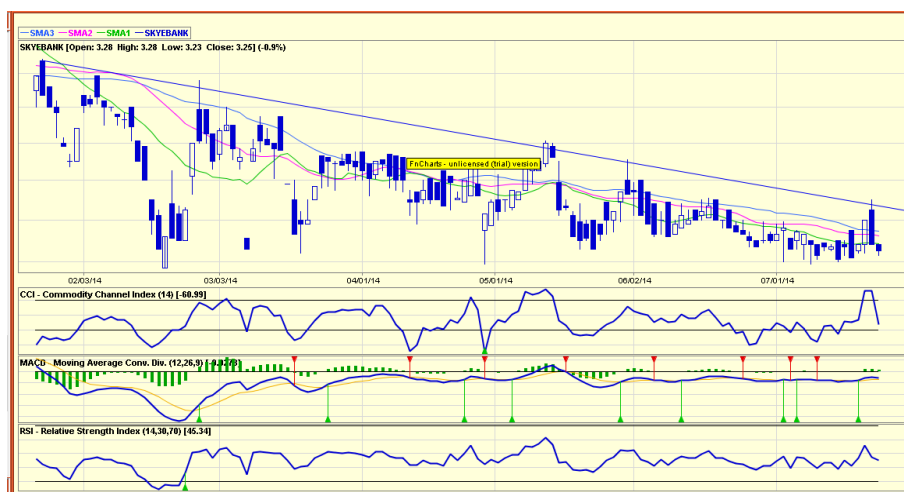 SMA3 SMA2 SMA1 SKYEBANK
SKYEBANK [Open: 3.28 High: 3.28 Low: 3.23 Close: 3.25] (-0.9%)
FnCharts - unlicensed (trial) version
02/03/14 03/03/14 04/01/14 05/01/14 06/02/14 07/01/14
CCI - Commodity Channel Index (14) [-60.99]
MACD - Moving Average Conv. Div. (12,26,9)
RSI - Relative Strength Index (14,30,70) [45.34]